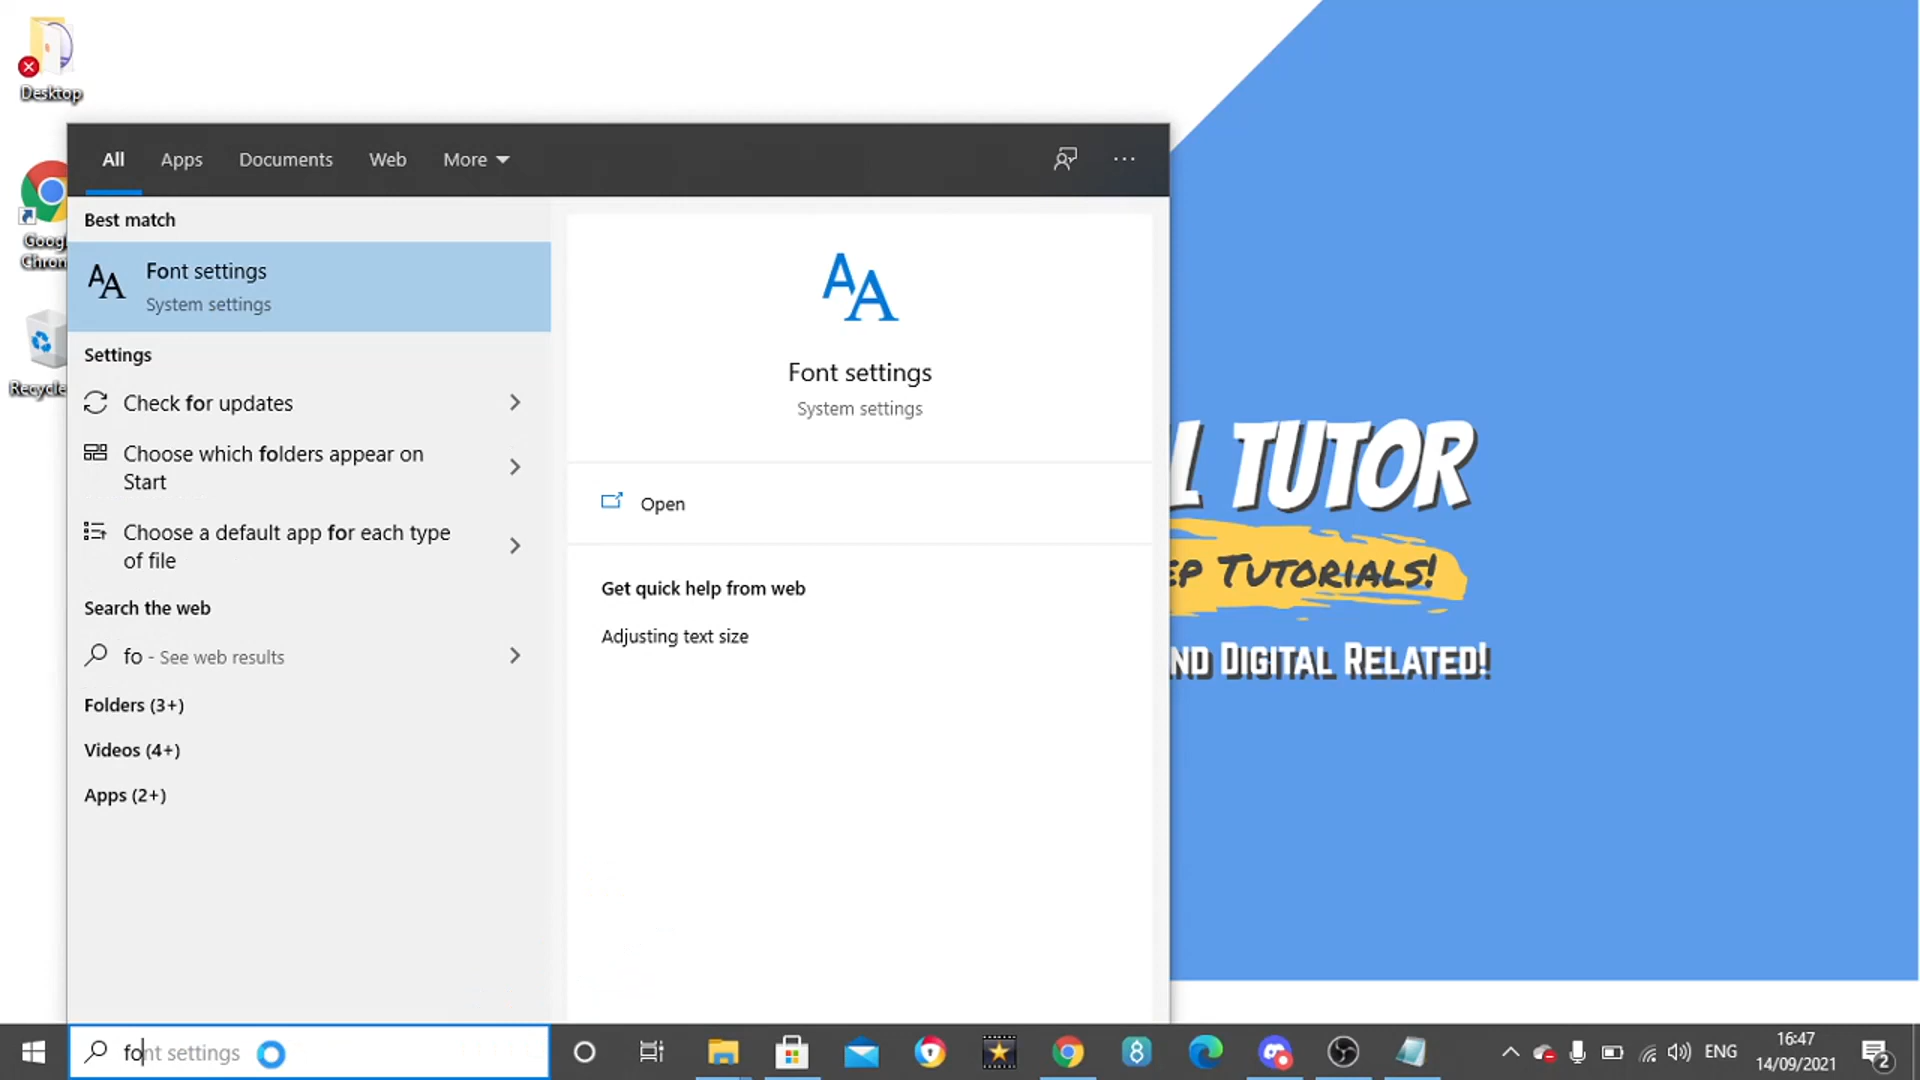 Desktop
All Apps Documents Web More
Best match
Font settings
System settings
Settings
Check for updates
Choose which folders appear on
Start
Choose a default app for each type
of file
Search the web
fo - See web results
Folders (3+)
Videos (4+)
Apps (2+)
Font settings
System settings
Open
Get quick help from web
Adjusting text size
Recycle
L TUTOR
EP TUTORIALS!
ND DIGITAL RELATED!
font settings
8
ENG
16:47
14/09/2021
2